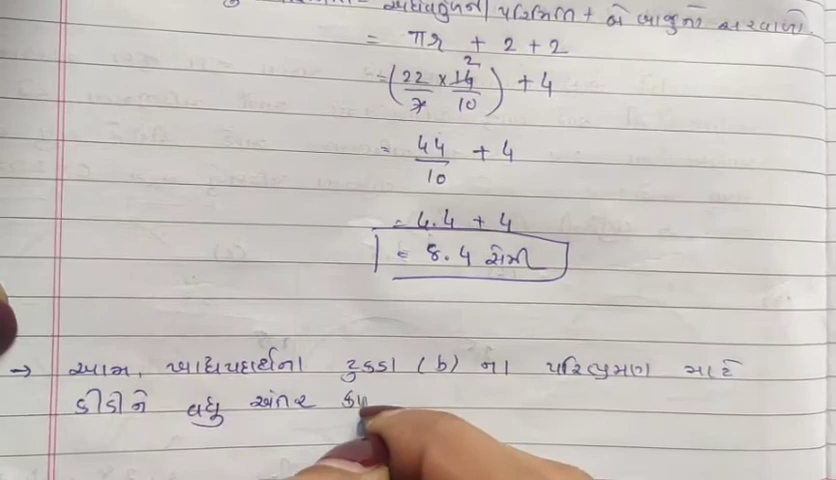 = અર્ધવર્તુળની પરિમિતિ + બે બાજુનો સરવાળો.
= πr + 2 + 2
= (22/7 × 14/10) + 4
2
= 44/10 + 4
= 4.4 + 4
= 8.4 સેમી
→ આમ, ખાદ્યપદાર્થના ટુકડા (b) ના પરિભ્રમણ માટે
કીડીને વધુ અંતર કા